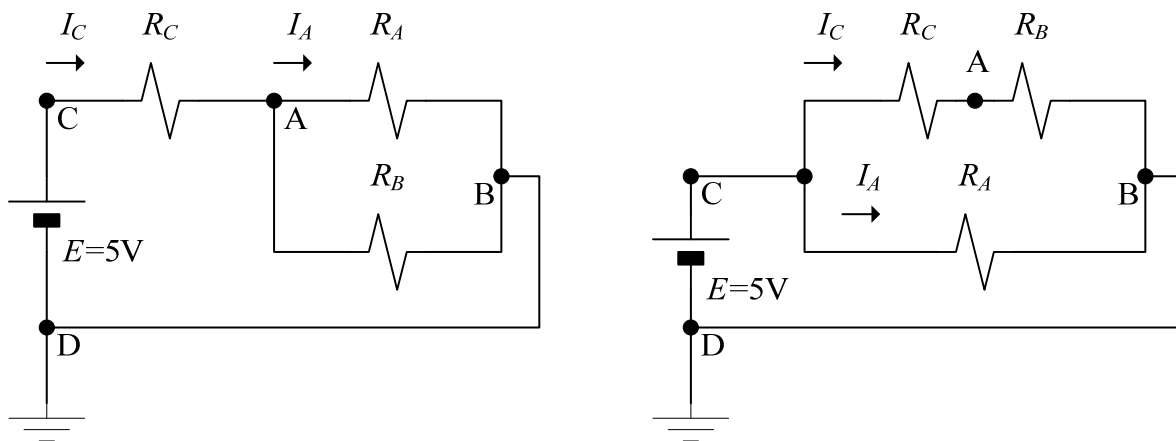 I_C R_C I_A R_A
C A
R_B
B
E=5V
D
I_C R_C R_B
A
I_A R_A
C B
E=5V
D